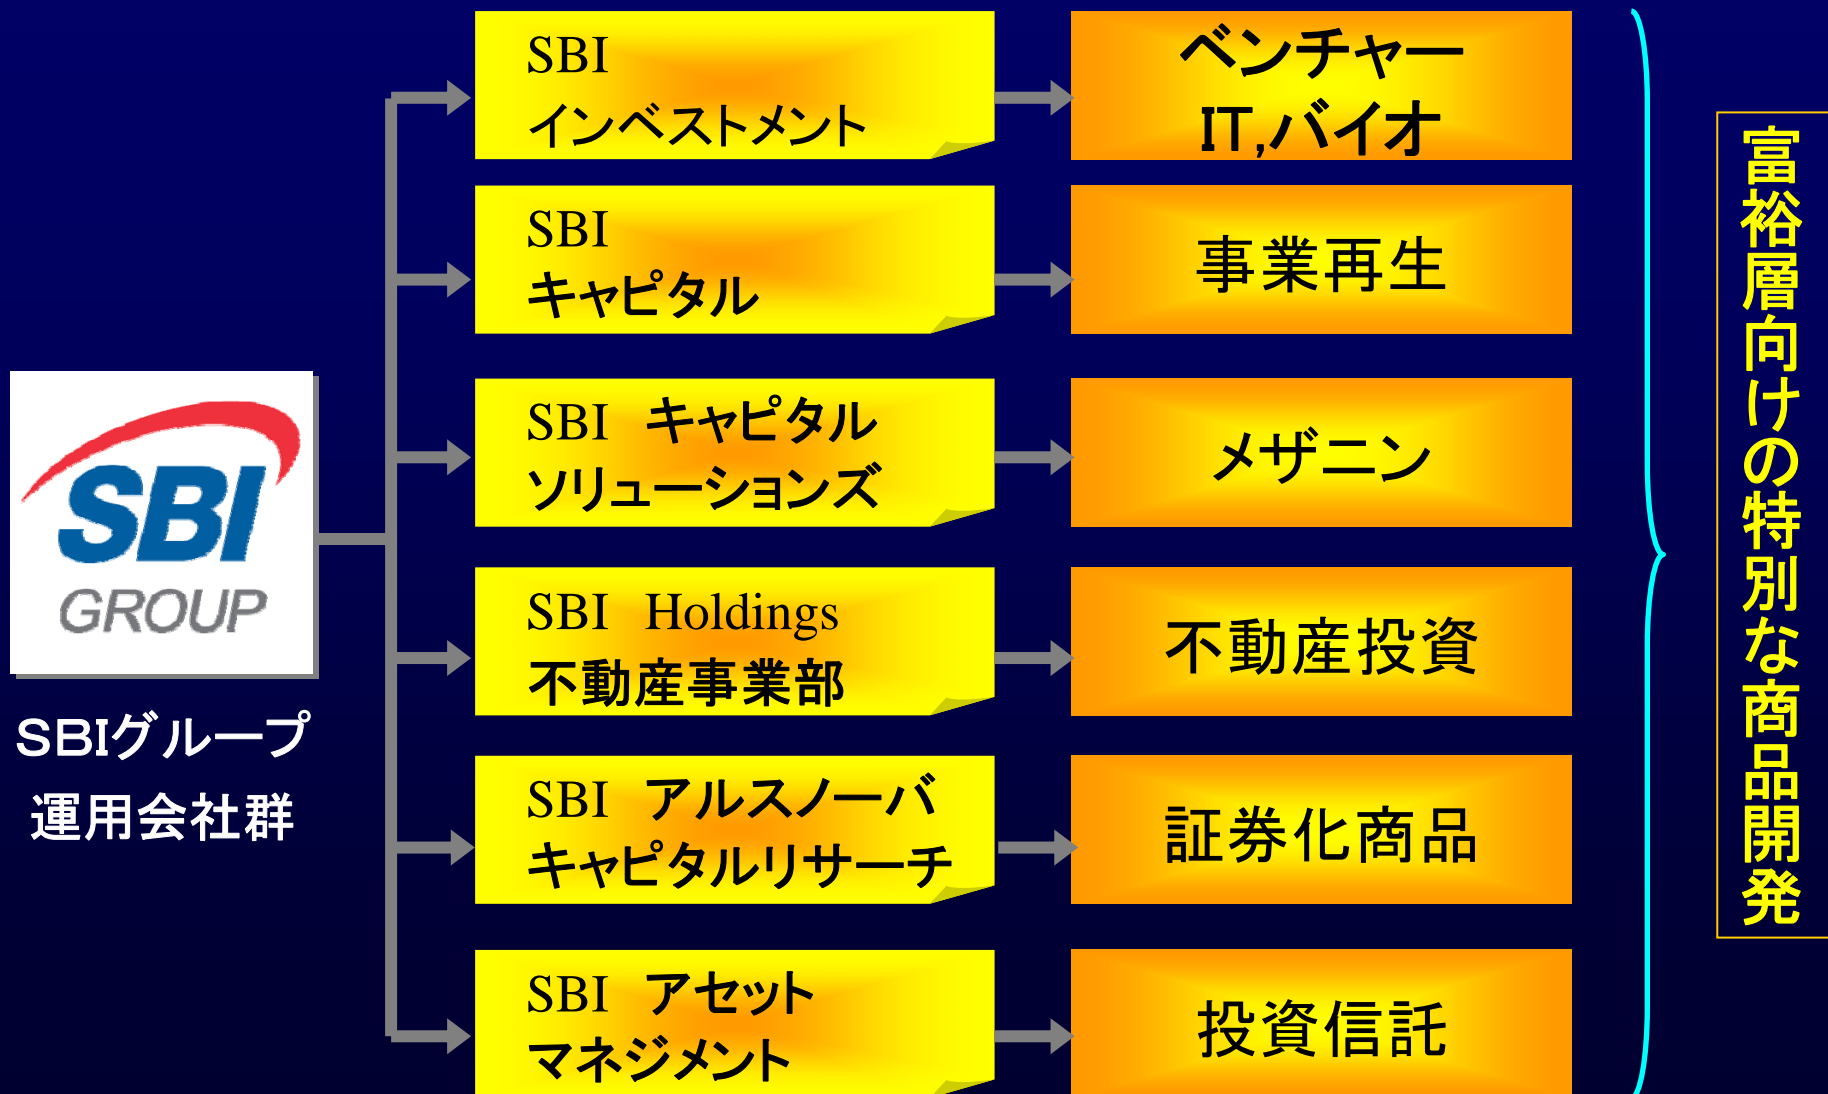 SBI
GROUP
SBIグループ
運用会社群
SBI
インベストメント
ベンチャー
IT,バイオ
SBI
キャピタル
事業再生
SBI キャピタル
ソリューションズ
メザニン
SBI Holdings
不動産事業部
不動産投資
SBI アルスノーバ
キャピタルリサーチ
証券化商品
SBI アセット
マネジメント
投資信託
富裕層向けの特別な商品開発